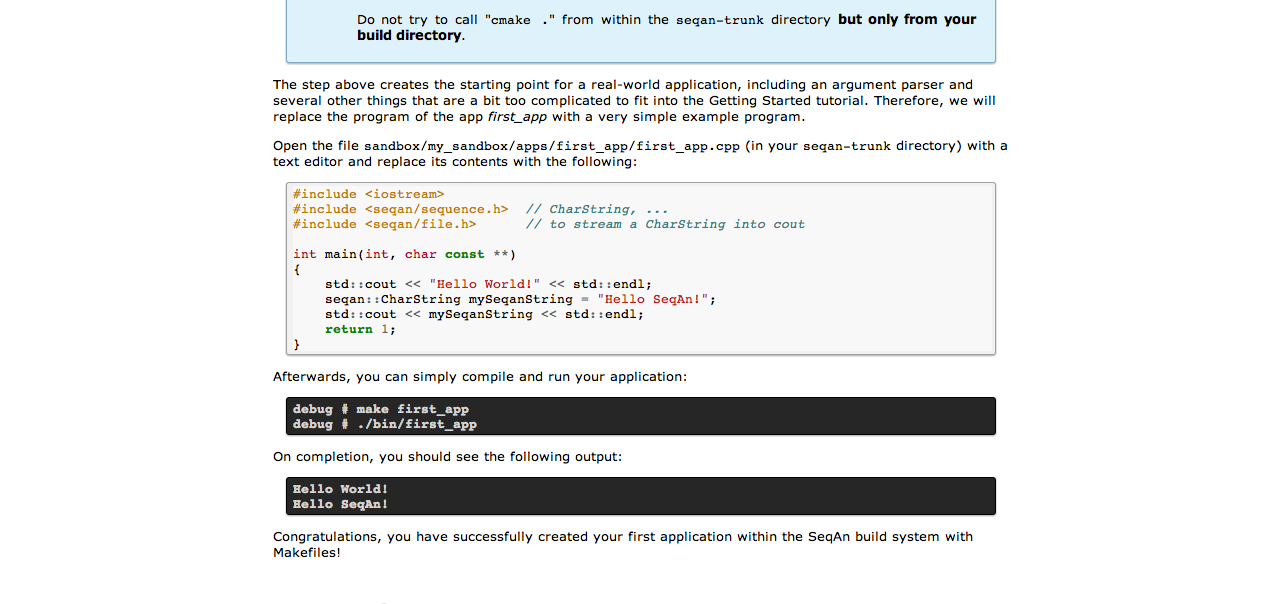 Do not try to call "cmake ." from within the seqan-trunk directory but only from your
build directory.
The step above creates the starting point for a real-world application, including an argument parser and
several other things that are a bit too complicated to fit into the Getting Started tutorial. Therefore, we will
replace the program of the app first_app with a very simple example program.
Open the file sandbox/my_sandbox/apps/first_app/first_app.cpp (in your seqan-trunk directory) with a
text editor and replace its contents with the following:
#include <iostream>
#include <seqan/sequence.h>  // CharString, ...
#include <seqan/file.h>      // to stream a CharString into cout
int main(int, char const **)
{
    std::cout << "Hello World!" << std::endl;
    seqan::CharString mySeqanString = "Hello SeqAn!";
    std::cout << mySeqanString << std::endl;
    return 1;
}
Afterwards, you can simply compile and run your application:
debug # make first_app
debug # ./bin/first_app
On completion, you should see the following output:
Hello World!
Hello SeqAn!
Congratulations, you have successfully created your first application within the SeqAn build system with
Makefiles!